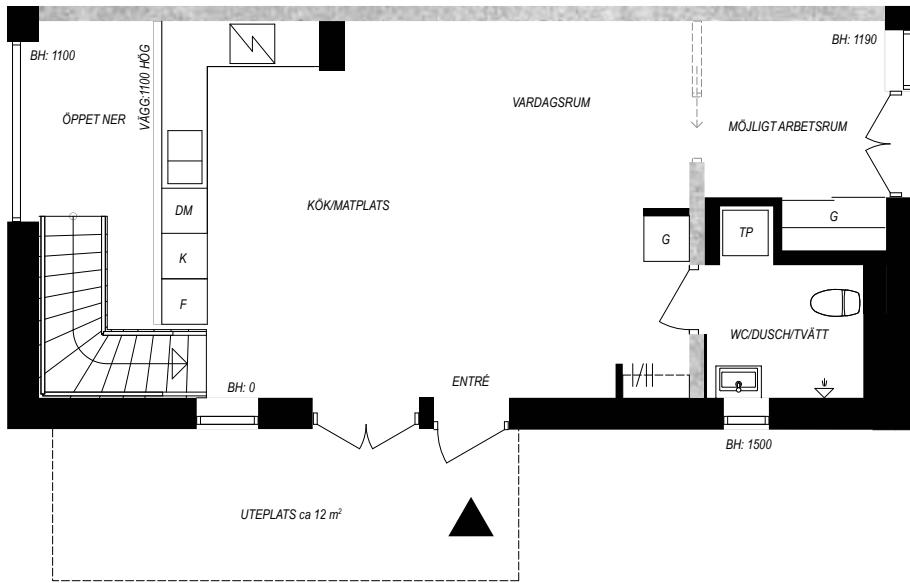 BH: 1100
BH: 1190
VÄGG:1100 HÖG
VARDAGSRUM
ÖPPET NER
MÖJLIGT ARBETSRUM
KÖK/MATPLATS
DM
G
G
TP
K
F
WC/DUSCH/TVÄTT
ENTRÉ
BH: 0
BH: 1500
UTEPLATS ca 12 m²